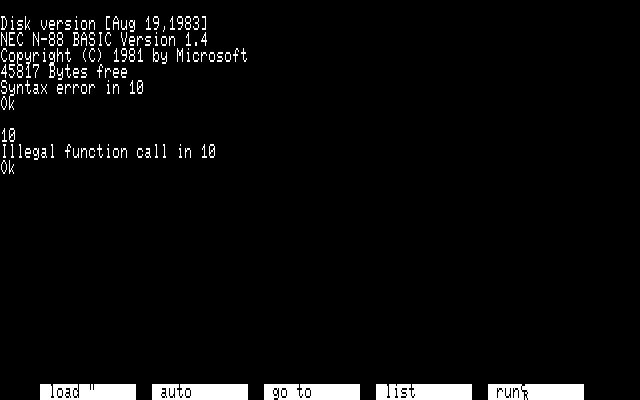 Disk version [Aug 19,1983]
NEC N-88 BASIC Version 1.4
Copyright (C) 1981 by Microsoft
45817 Bytes free
Syntax error in 10
Ok
10
Illegal function call in 10
Ok
load " auto go to list run␍